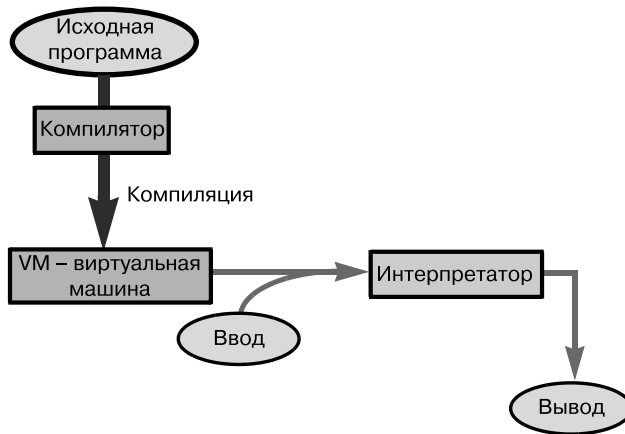 Исходная
программа
Компилятор
Компиляция
VM – виртуальная
машина
Интерпретатор
Ввод
Вывод